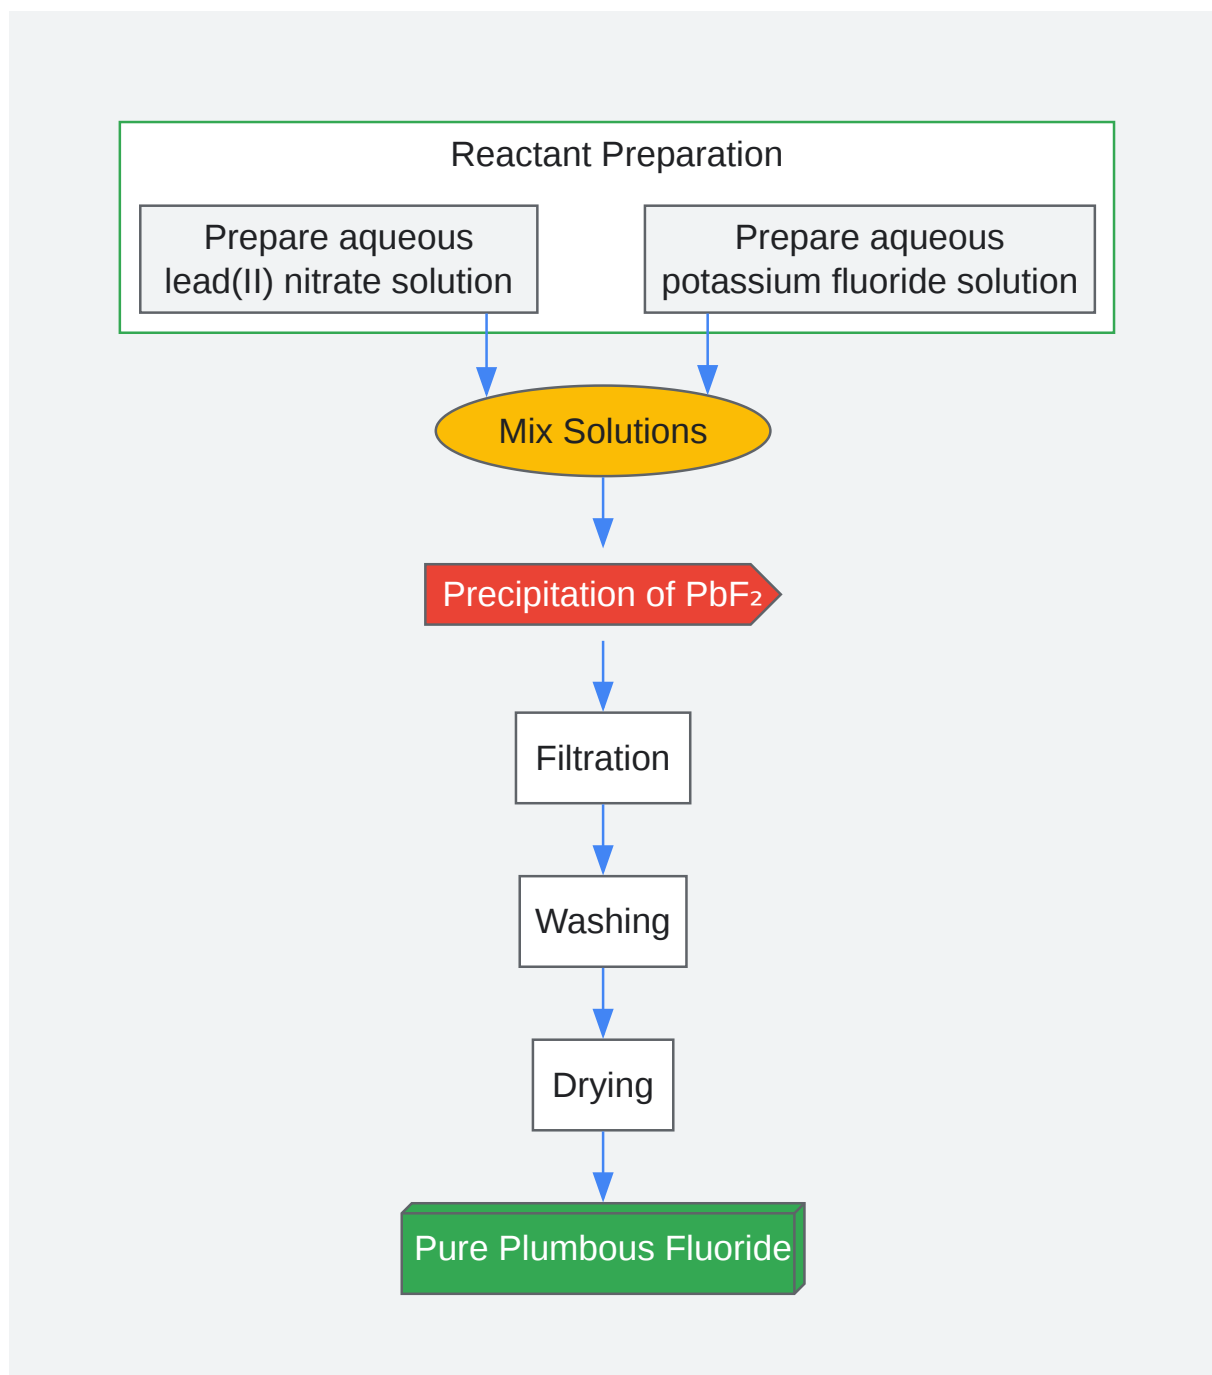 Reactant Preparation
Prepare aqueous
lead(II) nitrate solution
Prepare aqueous
potassium fluoride solution
Mix Solutions
Precipitation of PbF₂
Filtration
Washing
Drying
Pure Plumbous Fluoride